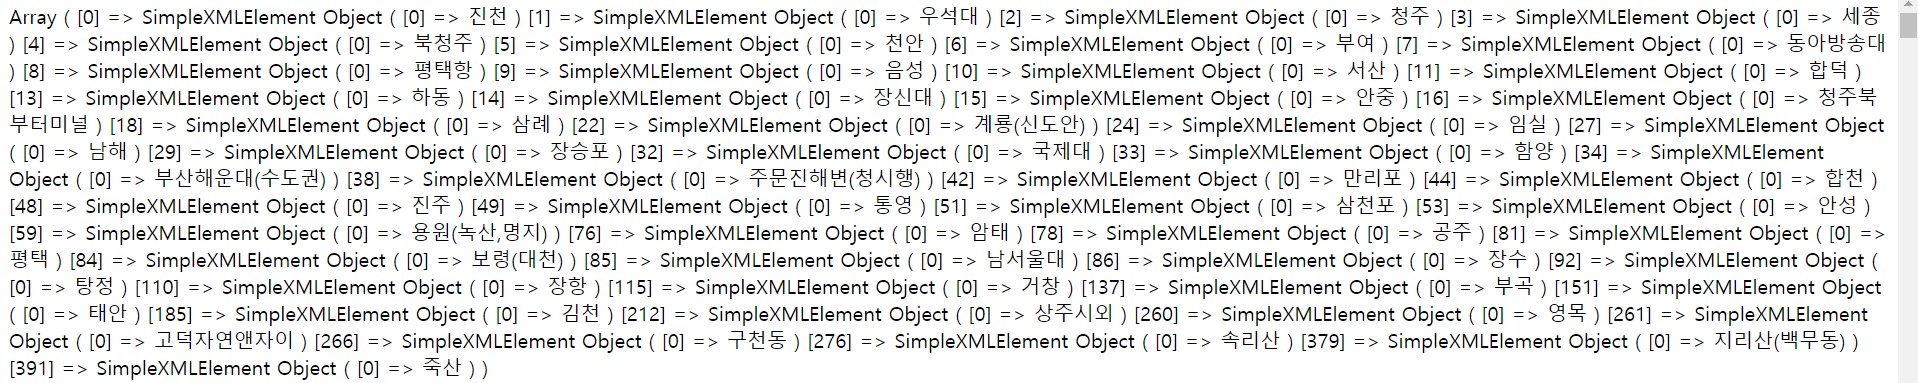 Array ( [0] => SimpleXMLElement Object ( [0] => 진천 ) [1] => SimpleXMLElement Object ( [0] => 우석대 ) [2] => SimpleXMLElement Object ( [0] => 청주 ) [3] => SimpleXMLElement Object ( [0] => 세종
) [4] => SimpleXMLElement Object ( [0] => 북청주 ) [5] => SimpleXMLElement Object ( [0] => 천안 ) [6] => SimpleXMLElement Object ( [0] => 부여 ) [7] => SimpleXMLElement Object ( [0] => 동아방송대
) [8] => SimpleXMLElement Object ( [0] => 평택항 ) [9] => SimpleXMLElement Object ( [0] => 음성 ) [10] => SimpleXMLElement Object ( [0] => 서산 ) [11] => SimpleXMLElement Object ( [0] => 합덕 )
[13] => SimpleXMLElement Object ( [0] => 하동 ) [14] => SimpleXMLElement Object ( [0] => 장신대 ) [15] => SimpleXMLElement Object ( [0] => 안중 ) [16] => SimpleXMLElement Object ( [0] => 청주북
부터미널 ) [18] => SimpleXMLElement Object ( [0] => 삼례 ) [22] => SimpleXMLElement Object ( [0] => 계룡(신도안) ) [24] => SimpleXMLElement Object ( [0] => 임실 ) [27] => SimpleXMLElement Object
( [0] => 남해 ) [29] => SimpleXMLElement Object ( [0] => 장승포 ) [32] => SimpleXMLElement Object ( [0] => 국제대 ) [33] => SimpleXMLElement Object ( [0] => 함양 ) [34] => SimpleXMLElement
Object ( [0] => 부산해운대(수도권) ) [38] => SimpleXMLElement Object ( [0] => 주문진해변(청시행) ) [42] => SimpleXMLElement Object ( [0] => 만리포 ) [44] => SimpleXMLElement Object ( [0] => 합천 )
[48] => SimpleXMLElement Object ( [0] => 진주 ) [49] => SimpleXMLElement Object ( [0] => 통영 ) [51] => SimpleXMLElement Object ( [0] => 삼천포 ) [53] => SimpleXMLElement Object ( [0] => 안성 )
[59] => SimpleXMLElement Object ( [0] => 용원(녹산,명지) ) [76] => SimpleXMLElement Object ( [0] => 암태 ) [78] => SimpleXMLElement Object ( [0] => 공주 ) [81] => SimpleXMLElement Object ( [0] =>
평택 ) [84] => SimpleXMLElement Object ( [0] => 보령(대천) ) [85] => SimpleXMLElement Object ( [0] => 남서울대 ) [86] => SimpleXMLElement Object ( [0] => 장수 ) [92] => SimpleXMLElement Object (
[0] => 탕정 ) [110] => SimpleXMLElement Object ( [0] => 장항 ) [115] => SimpleXMLElement Object ( [0] => 거창 ) [137] => SimpleXMLElement Object ( [0] => 부곡 ) [151] => SimpleXMLElement Object
( [0] => 태안 ) [185] => SimpleXMLElement Object ( [0] => 김천 ) [212] => SimpleXMLElement Object ( [0] => 상주시외 ) [260] => SimpleXMLElement Object ( [0] => 영목 ) [261] => SimpleXMLElement
Object ( [0] => 고덕자연앤자이 ) [266] => SimpleXMLElement Object ( [0] => 구천동 ) [276] => SimpleXMLElement Object ( [0] => 속리산 ) [379] => SimpleXMLElement Object ( [0] => 지리산(백무동) )
[391] => SimpleXMLElement Object ( [0] => 죽산 ) )